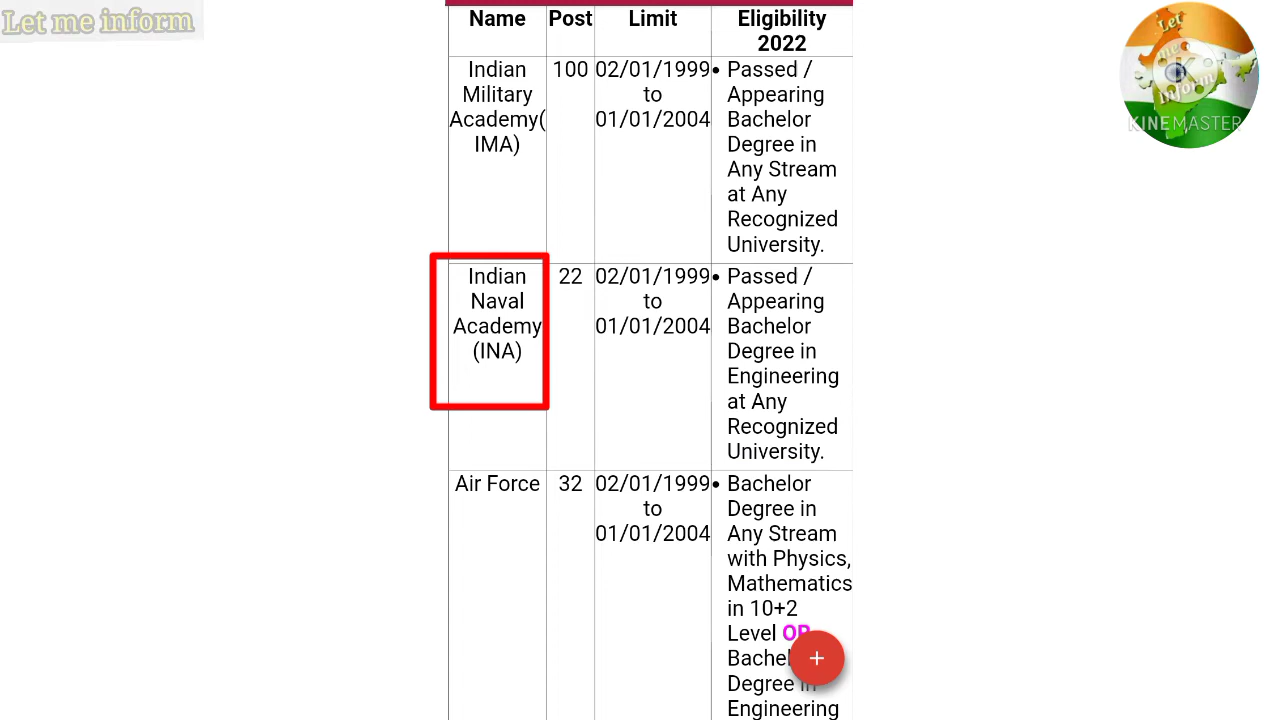 Let me inform
Name Post Limit Eligibility
2022
Indian 100 02/01/1999 • Passed /
Military to Appearing
Academy( 01/01/2004 Bachelor
IMA) Degree in
Any Stream
at Any
Recognized
University.
Indian 22 02/01/1999 • Passed /
Naval to Appearing
Academy 01/01/2004 Bachelor
(INA) Degree in
Engineering
at Any
Recognized
University.
Air Force 32 02/01/1999 • Bachelor
to Degree in
01/01/2004 Any Stream
with Physics,
Mathematics
in 10+2
Level OR
Degree in
Engineering
+
Let
me
Inform
KINEMASTER